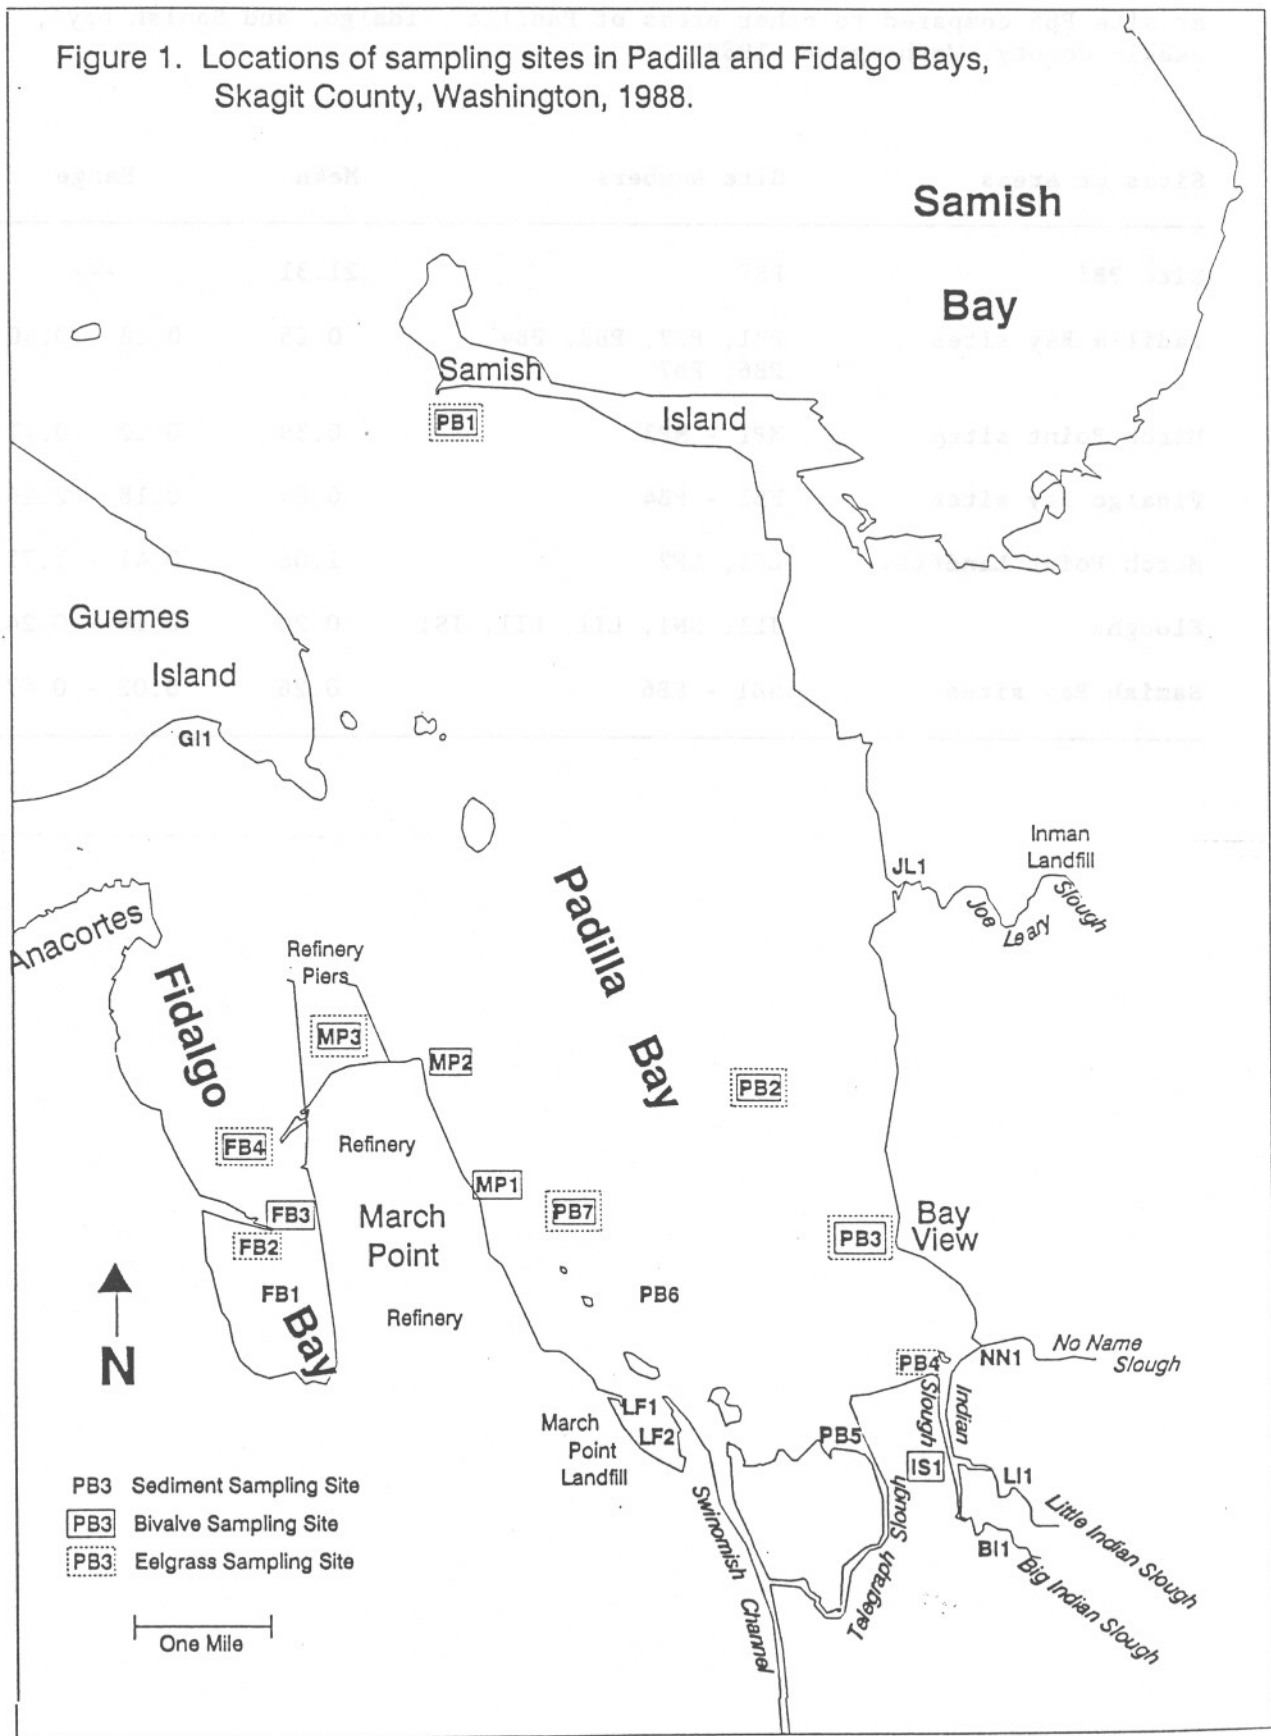 Figure 1. Locations of sampling sites in Padilla and Fidalgo Bays,
Skagit County, Washington, 1988.
Samish
Bay
Samish
Island
PB1
Guemes
Island
GI1
Anacortes
Fidalgo
Bay
Refinery
Piers
MP3
MP2
Padilla
Bay
JL1
Inman
Landfill
Joe
Leary
Slough
PB2
FB4
Refinery
MP1
PB7
FB3
FB2
FB1
March
Point
Refinery
PB3
Bay
View
PB6
N
PB4
NN1
No Name
Slough
Indian
Slough
LF1
LF2
March
Point
Landfill
PB5
IS1
LI1
Little Indian Slough
BI1
Big Indian Slough
Telegraph Slough
Swinomish Channel
PB3 Sediment Sampling Site
PB3 Bivalve Sampling Site
PB3 Eelgrass Sampling Site
One Mile